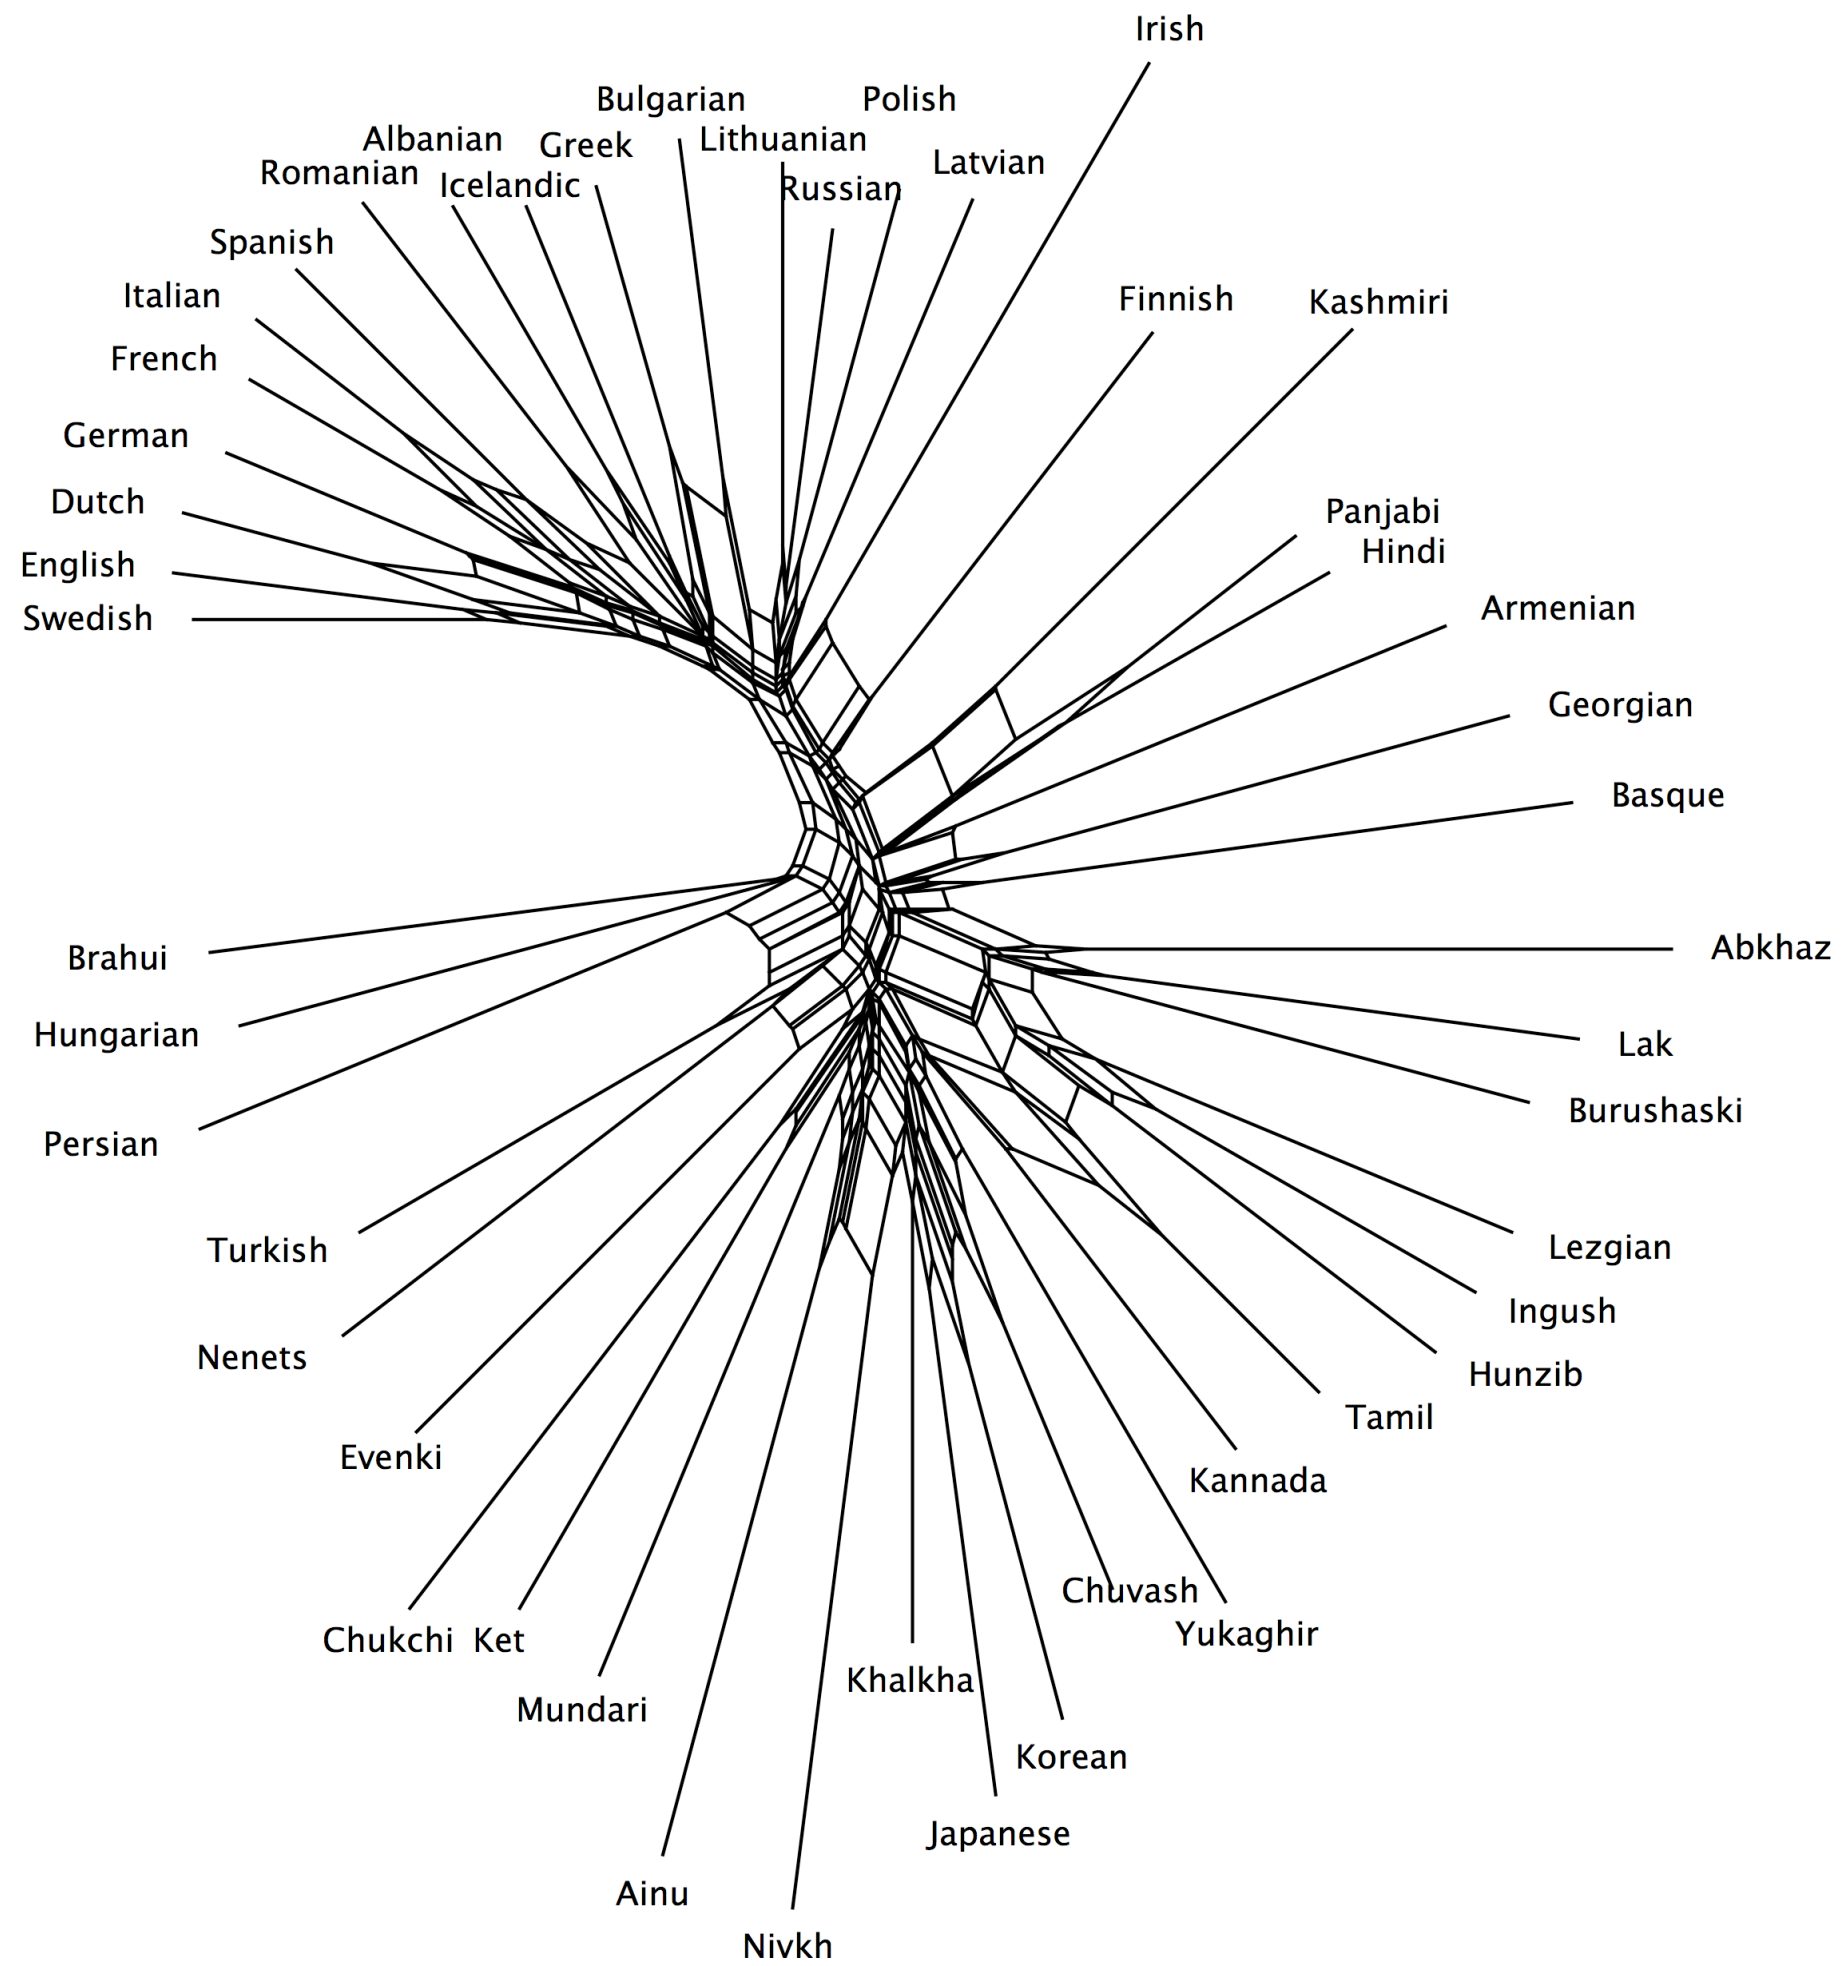 Irish
Bulgarian
Polish
Albanian
Greek
Lithuanian
Romanian
Icelandic
Russian
Latvian
Spanish
Italian
Finnish
Kashmiri
French
German
Dutch
Panjabi
Hindi
English
Swedish
Armenian
Georgian
Basque
Brahui
Abkhaz
Hungarian
Lak
Persian
Burushaski
Turkish
Lezgian
Nenets
Ingush
Hunzib
Evenki
Tamil
Kannada
Chukchi
Ket
Chuvash
Yukaghir
Mundari
Khalkha
Korean
Japanese
Ainu
Nivkh